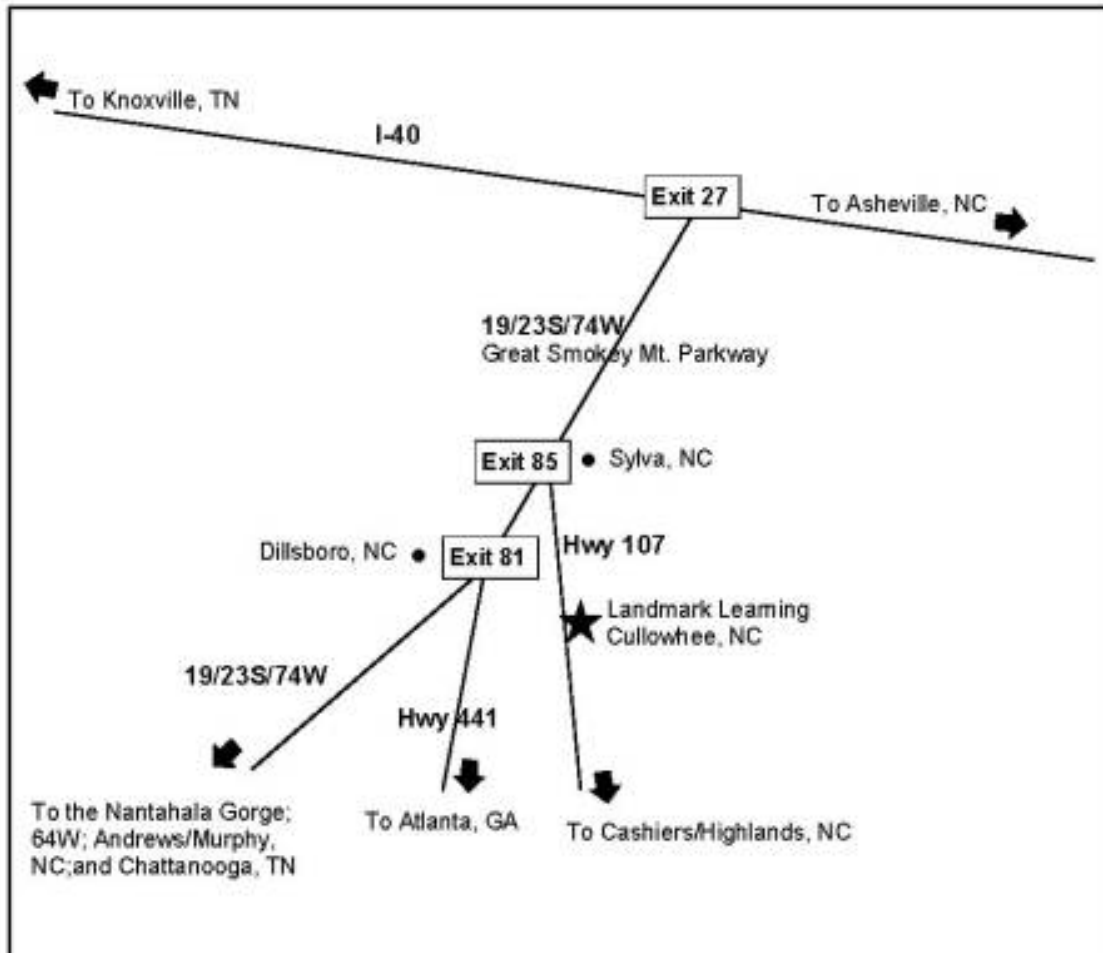 To Knoxville, TN
I-40
Exit 27
To Asheville, NC
19/23S/74W
Great Smokey Mt. Parkway
Exit 85
Sylva, NC
Dillsboro, NC
Exit 81
Hwy 107
Landmark Learning
Cullowhee, NC
19/23S/74W
Hwy 441
To the Nantahala Gorge;
64W; Andrews/Murphy,
NC;and Chattanooga, TN
To Atlanta, GA
To Cashiers/Highlands, NC